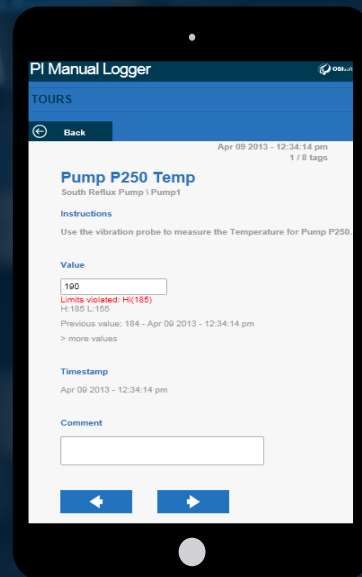 PI Manual Logger
TOURS
Back
Apr 09 2013 - 12:34:14 pm
1 / 8 tags
Pump P250 Temp
South Reflux Pump \ Pump1
Instructions
Use the vibration probe to measure the Temperature for Pump P250.
Value
190
Limits violated: Hi(185)
H:185 L:155
Previous value: 184 - Apr 09 2013 - 12:34:14 pm
> more values
Timestamp
Apr 09 2013 - 12:34:14 pm
Comment